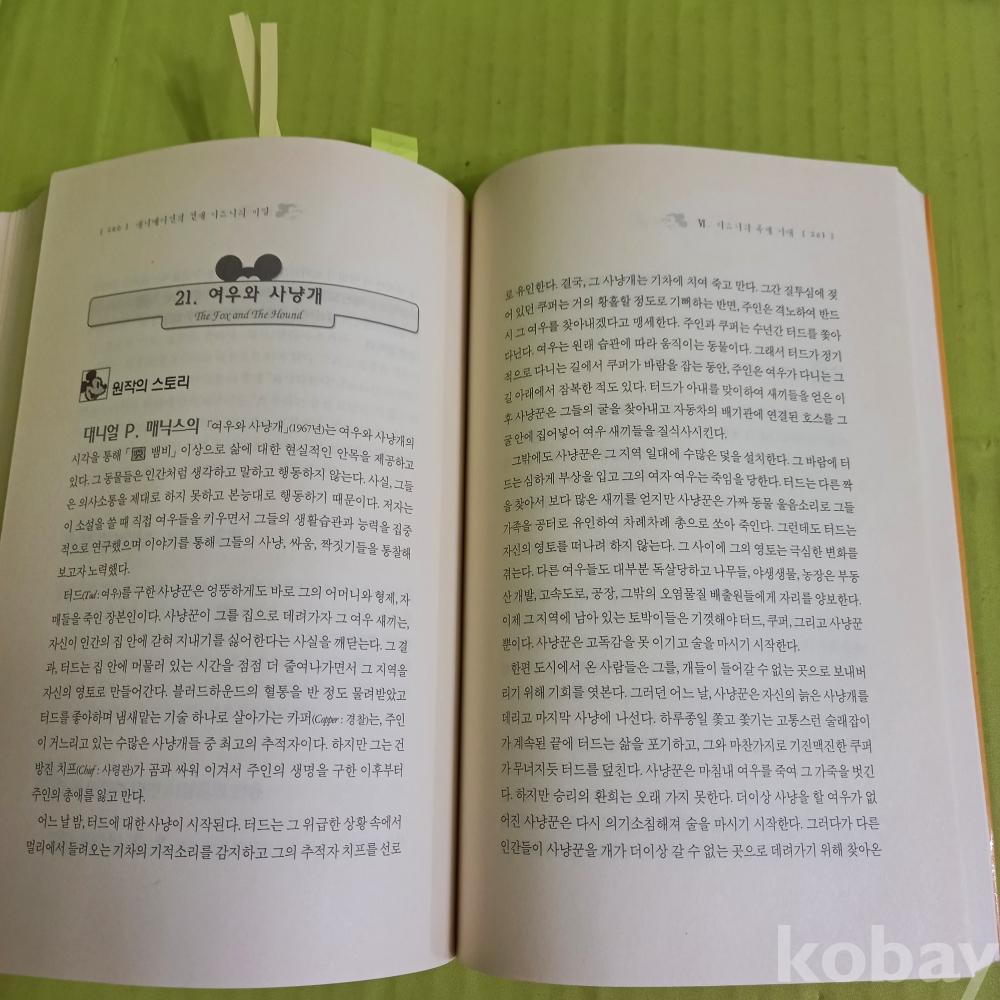 [ 260 ] 애니메이션의 천재 디즈니의 비밀
21. 여우와 사냥개
The Fox and The Hound
원작의 스토리
대니얼 P. 매닉스의 「여우와 사냥개」(1967년)는 여우와 사냥개의
시각을 통해 「밤비」 이상으로 삶에 대한 현실적인 안목을 제공하고
있다. 그 동물들은 인간처럼 생각하고 말하고 행동하지 않는다. 사실, 그들
은 의사소통을 제대로 하지 못하고 본능대로 행동하기 때문이다. 저자는
이 소설을 쓸 때 직접 여우들을 키우면서 그들의 생활습관과 능력을 집중
적으로 연구했으며 이야기를 통해 그들의 사냥, 싸움, 짝짓기들을 통찰해
보고자 노력했다.
터드(Tod : 여우)를 구한 사냥꾼은 엉뚱하게도 바로 그의 어머니와 형제, 자
매들을 죽인 장본인이다. 사냥꾼이 그를 집으로 데려가자 그 여우 새끼는,
자신이 인간의 집 안에 갇혀 지내기를 싫어한다는 사실을 깨닫는다. 그 결
과, 터드는 집 안에 머물러 있는 시간을 점점 더 줄여나가면서 그 지역을
자신의 영토로 만들어간다. 블러드하운드의 혈통을 반 정도 물려받았고
터드를 좋아하며 냄새맡는 기술 하나로 살아가는 카퍼(Copper : 경찰)는, 주인
이 거느리고 있는 수많은 사냥개들 중 최고의 추적자이다. 하지만 그는 건
방진 치프(Chief : 사령관)가 곰과 싸워 이겨서 주인의 생명을 구한 이후부터
주인의 총애를 잃고 만다.
어느 날 밤, 터드에 대한 사냥이 시작된다. 터드는 그 위급한 상황 속에서
멀리에서 들려오는 기차의 기적소리를 감지하고 그의 추적자 치프를 선로
Ⅵ. 디즈니의 유예 시대 [ 261 ]
로 유인한다. 결국, 그 사냥개는 기차에 치여 죽고 만다. 그간 질투심에 젖
어 있던 쿠퍼는 거의 황홀할 정도로 기뻐하는 반면, 주인은 격노하여 반드
시 그 여우를 찾아내겠다고 맹세한다. 주인과 쿠퍼는 수년간 터드를 쫓아
다닌다. 여우는 원래 습관에 따라 움직이는 동물이다. 그래서 터드가 정기
적으로 다니는 길에서 쿠퍼가 바람을 잡는 동안, 주인은 여우가 다니는 그
길 아래에서 잠복한 적도 있다. 터드가 아내를 맞이하여 새끼들을 얻은 이
후 사냥꾼은 그들의 굴을 찾아내고 자동차의 배기관에 연결된 호스를 그
굴 안에 집어넣어 여우 새끼들을 질식사시킨다.
그밖에도 사냥꾼은 그 지역 일대에 수많은 덫을 설치한다. 그 바람에 터
드는 심하게 부상을 입고 그의 여자 여우는 죽임을 당한다. 터드는 다른 짝
을 찾아서 보다 많은 새끼를 얻지만 사냥꾼은 가짜 동물 울음소리로 그들
가족을 공터로 유인하여 차례차례 총으로 쏘아 죽인다. 그런데도 터드는
자신의 영토를 떠나려 하지 않는다. 그 사이에 그의 영토는 극심한 변화를
겪는다. 다른 여우들도 대부분 독살당하고 나무들, 야생생물, 농장은 부동
산 개발, 고속도로, 공장, 그밖의 오염물질 배출원들에게 자리를 양보한다.
이제 그 지역에 남아 있는 토박이들은 기껏해야 터드, 쿠퍼, 그리고 사냥꾼
뿐이다. 사냥꾼은 고독감을 못 이기고 술을 마시기 시작한다.
한편 도시에서 온 사람들은 그를, 개들이 들어갈 수 없는 곳으로 보내버
리기 위해 기회를 엿본다. 그러던 어느 날, 사냥꾼은 자신의 늙은 사냥개를
데리고 마지막 사냥에 나선다. 하루종일 쫓고 쫓기는 고통스런 술래잡이
가 계속된 끝에 터드는 삶을 포기하고, 그와 마찬가지로 기진맥진한 쿠퍼
가 무너지듯 터드를 덮친다. 사냥꾼은 마침내 여우를 죽여 그 가죽을 벗긴
다. 하지만 승리의 환희는 오래 가지 못한다. 더이상 사냥을 할 여우가 없
어진 사냥꾼은 다시 의기소침해져 술을 마시기 시작한다. 그러다가 다른
인간들이 사냥꾼을 개가 더이상 갈 수 없는 곳으로 데려가기 위해 찾아온
kobay